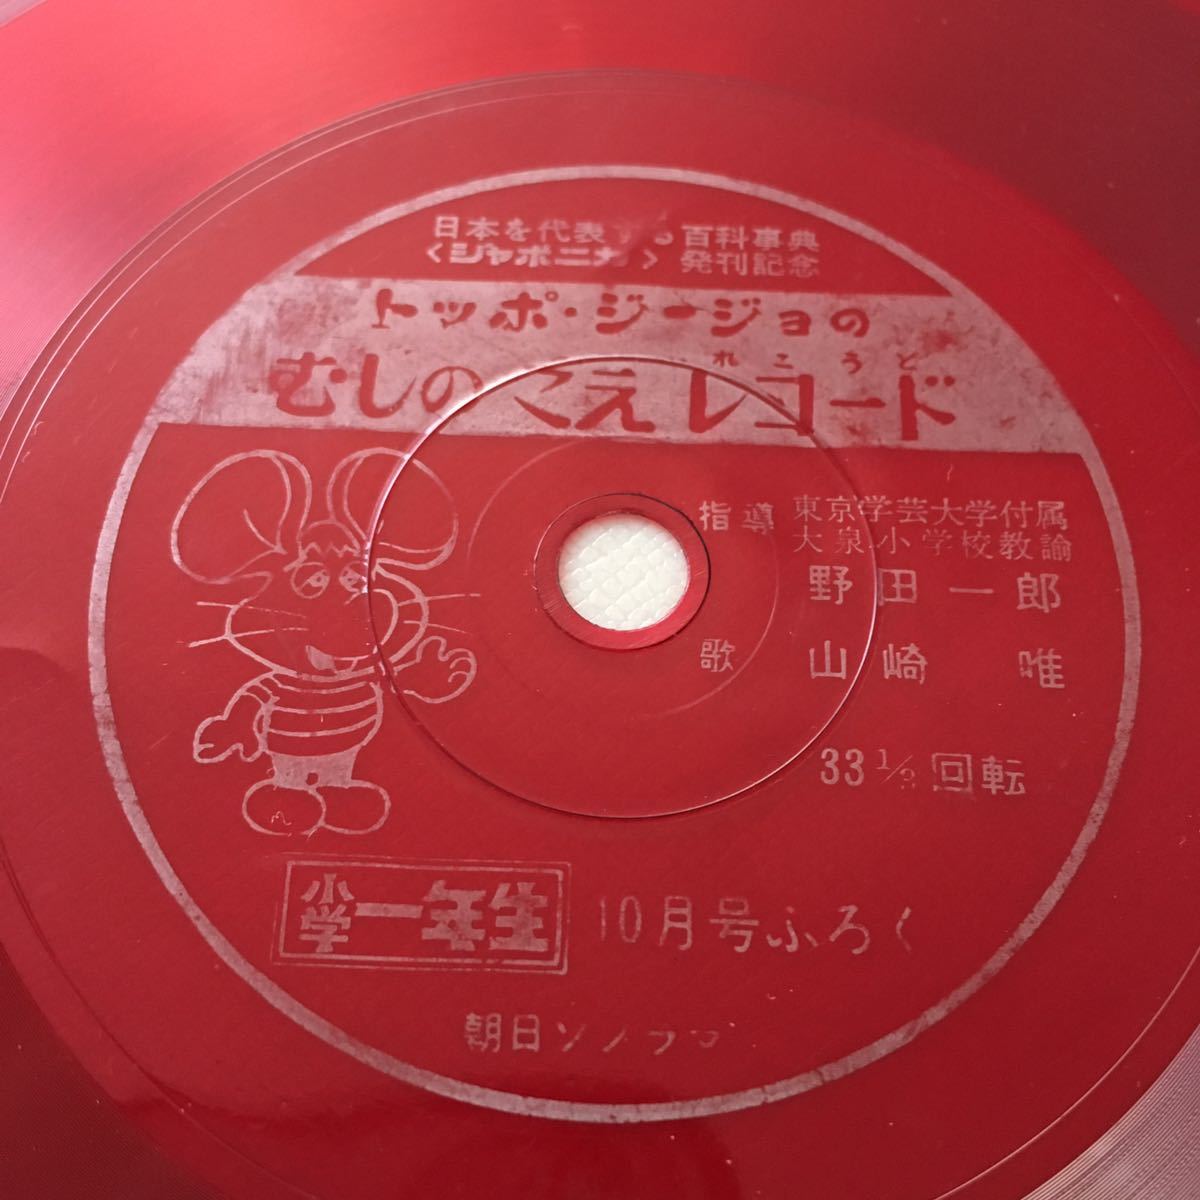 日本を代表する百科事典
〈ジャポニカ〉発刊記念
トッポ・ジージョの
れこうど
むしのこえレコード
指導 東京学芸大学付属
大泉小学校教諭
野田一郎
歌 山崎 唯
33 1/3 回転
小学一年生 10月号ふろく
朝日ソノラマ